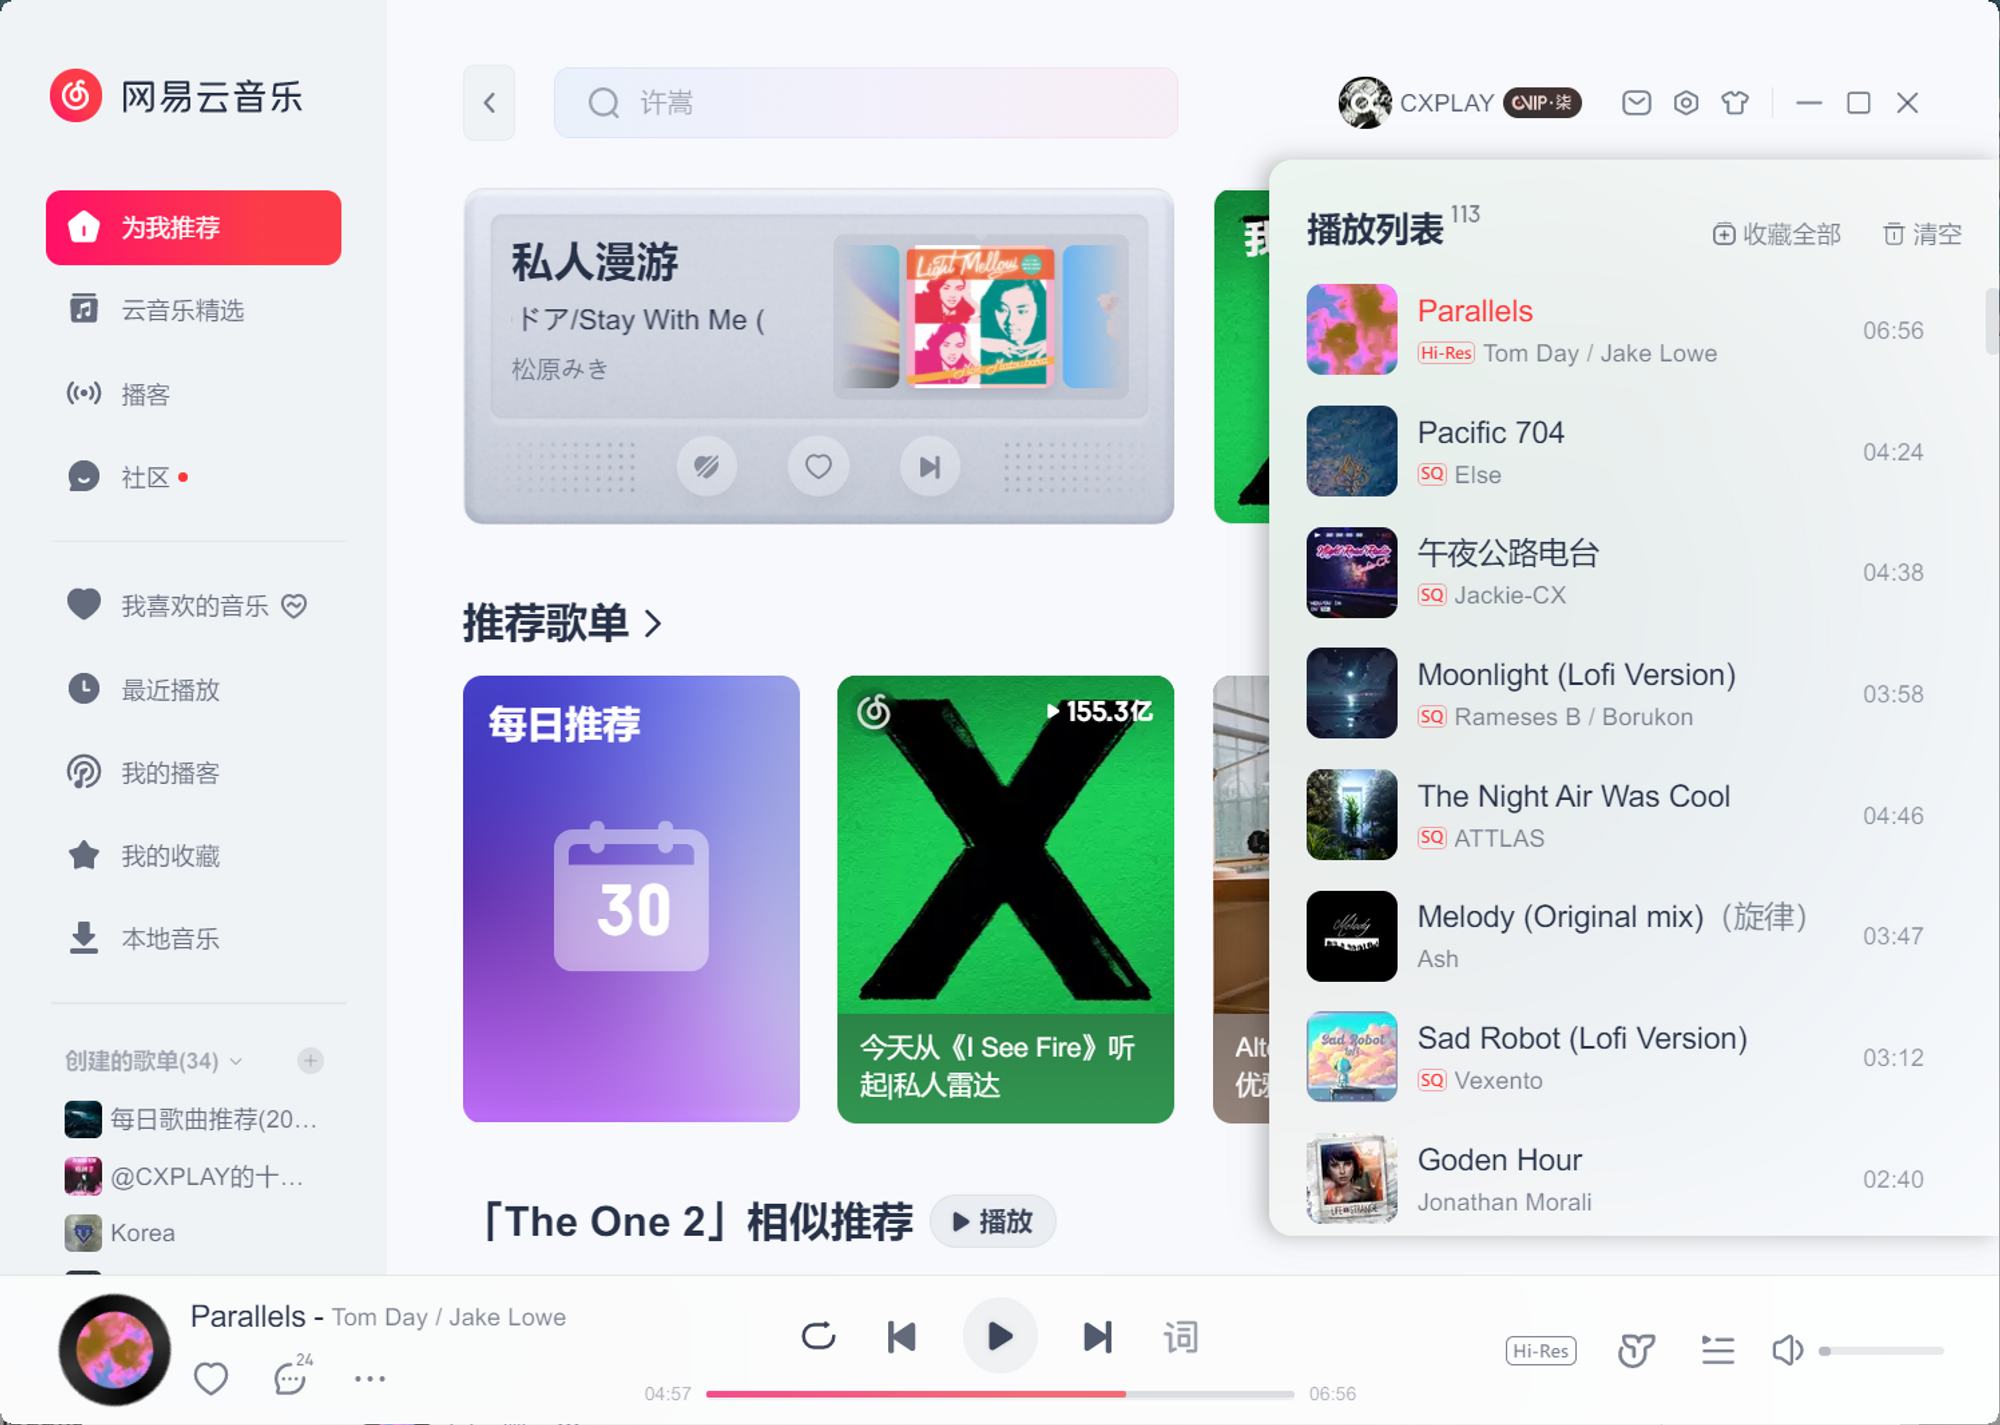 网易云音乐
许嵩
CXPLAY
VIP·柒
为我推荐
云音乐精选
播客
社区
我喜欢的音乐
最近播放
我的播客
我的收藏
本地音乐
创建的歌单(34)
每日歌曲推荐(20...
@CXPLAY的十...
Korea
私人漫游
ドア/Stay With Me (
松原みき
Light Mellow
推荐歌单
每日推荐
30
155.3亿
今天从《I See Fire》听
起|私人雷达
「The One 2」相似推荐
播放
播放列表 113
收藏全部
清空
Parallels
Hi-Res Tom Day / Jake Lowe
06:56
Pacific 704
SQ Else
04:24
午夜公路电台
SQ Jackie-CX
04:38
Moonlight (Lofi Version)
SQ Rameses B / Borukon
03:58
The Night Air Was Cool
SQ ATTLAS
04:46
Melody (Original mix)（旋律）
Ash
03:47
Sad Robot (Lofi Version)
SQ Vexento
03:12
Goden Hour
Jonathan Morali
02:40
Parallels - Tom Day / Jake Lowe
24
词
04:57
06:56
Hi-Res